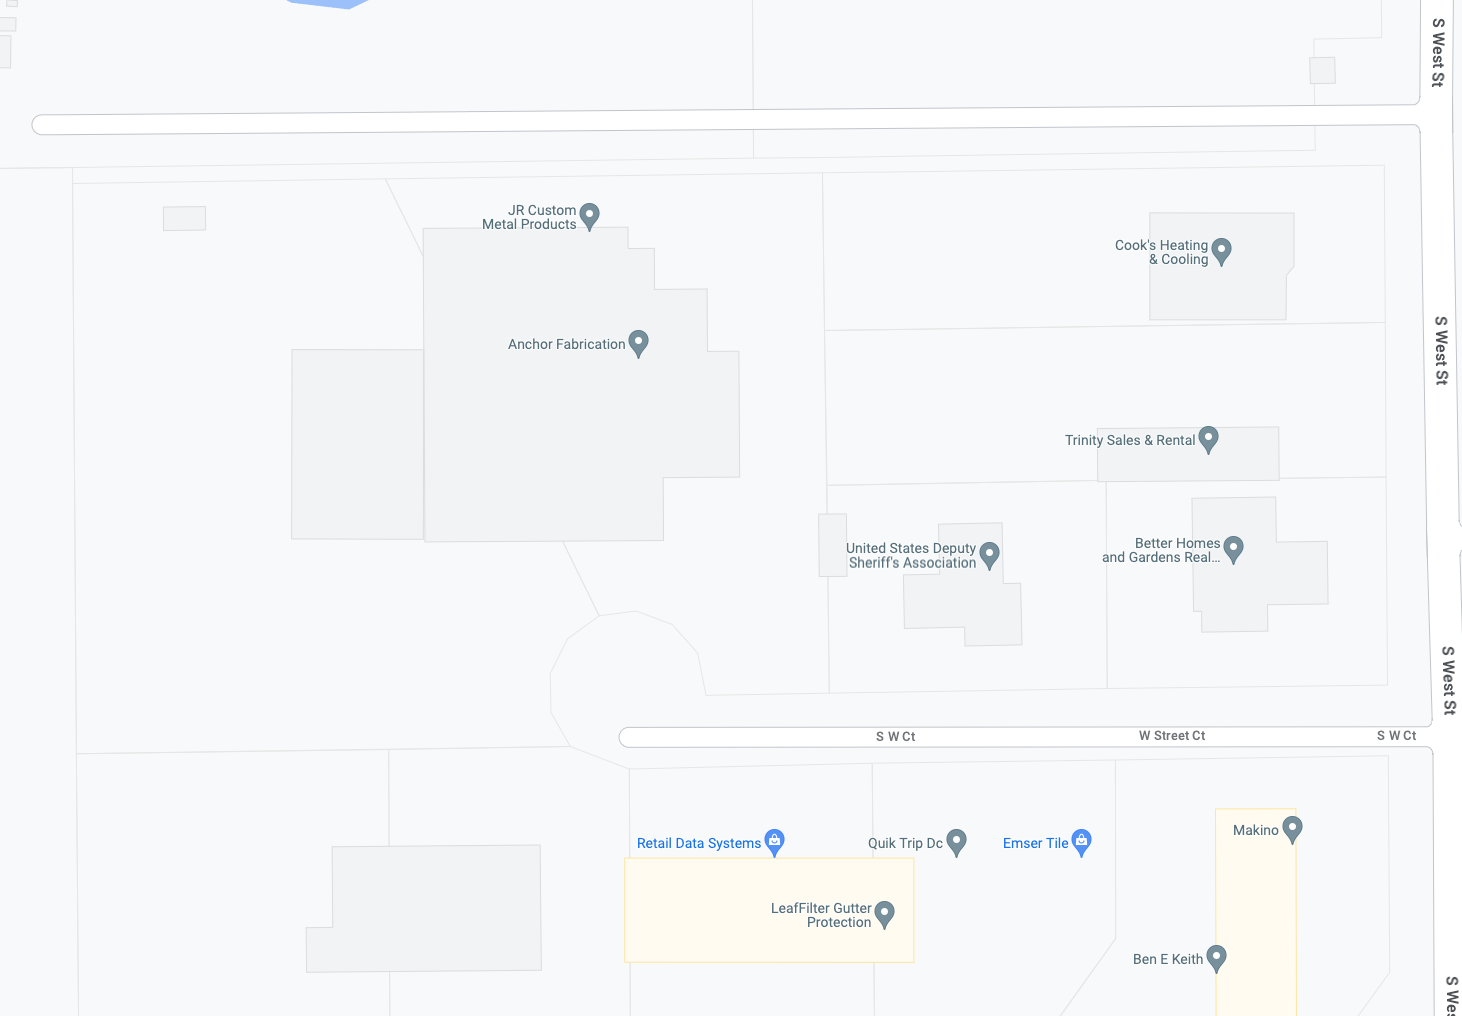 S West St
JR Custom
Metal Products
Cook's Heating
& Cooling
Anchor Fabrication
S West St
Trinity Sales & Rental
United States Deputy
Sheriff's Association
Better Homes
and Gardens Real...
S West St
S W Ct
W Street Ct
S W Ct
Retail Data Systems
Quik Trip Dc
Emser Tile
Makino
LeafFilter Gutter
Protection
Ben E Keith
S Wes